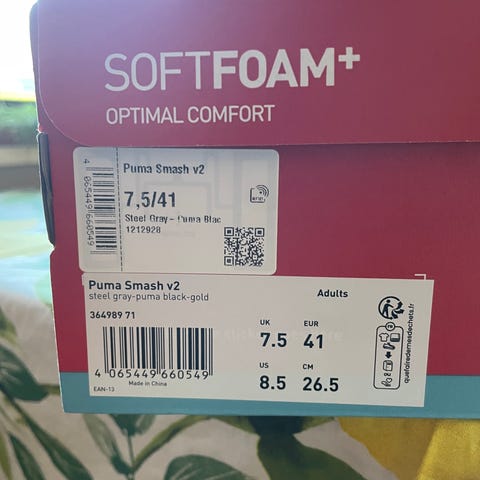 SOFTFOAM+
OPTIMAL COMFORT
Puma Smash v2
7,5/41
Steel Gray- Puma Blac
1212928
4 065449 660549
Puma Smash v2
steel gray-puma black-gold
Adults
364989 71
UK 7.5 EUR 41
US 8.5 CM 26.5
4 065449 660549
EAN-13
Made in China
FR
quefairedemesdechets.fr